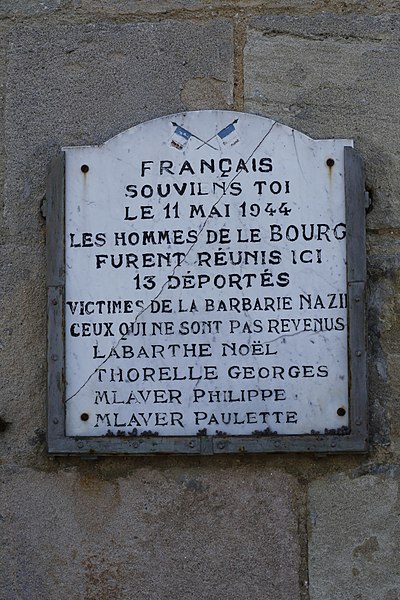 FRANÇAIS
SOUVIENS TOI
LE 11 MAI 1944
LES HOMMES DE LE BOURG
FURENT RÉUNIS ICI
13 DÉPORTÉS
VICTIMES DE LA BARBARIE NAZIE
CEUX QUI NE SONT PAS REVENUS
LABARTHE NOËL
THORELLE GEORGES
MLAVER PHILIPPE
MLAVER PAULETTE